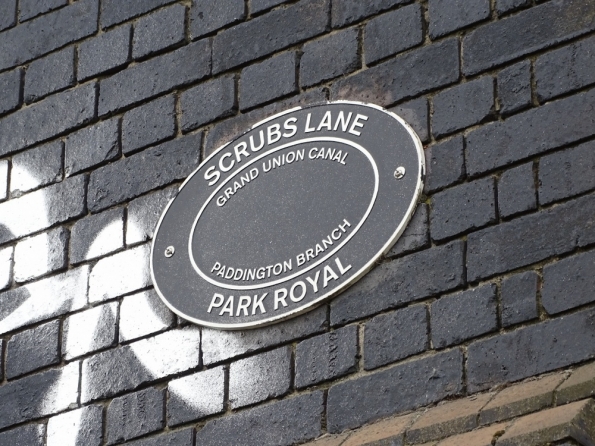 SCRUBS LANE
GRAND UNION CANAL
PADDINGTON BRANCH
PARK ROYAL